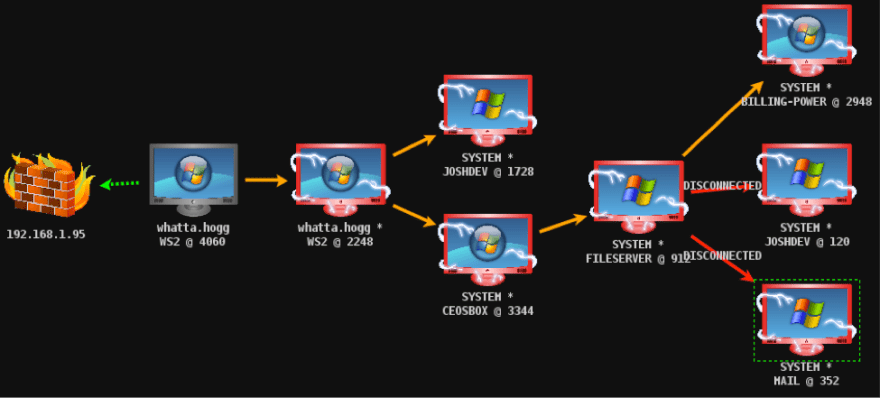 192.168.1.95
whatta.hogg
WS2 @ 4060
whatta.hogg *
WS2 @ 2248
SYSTEM *
JOSHDEV @ 1728
SYSTEM *
CEOSBOX @ 3344
SYSTEM *
FILESERVER @ 912
SYSTEM *
BILLING-POWER @ 2948
DISCONNECTED
SYSTEM *
JOSHDEV @ 120
DISCONNECTED
SYSTEM *
MAIL @ 352